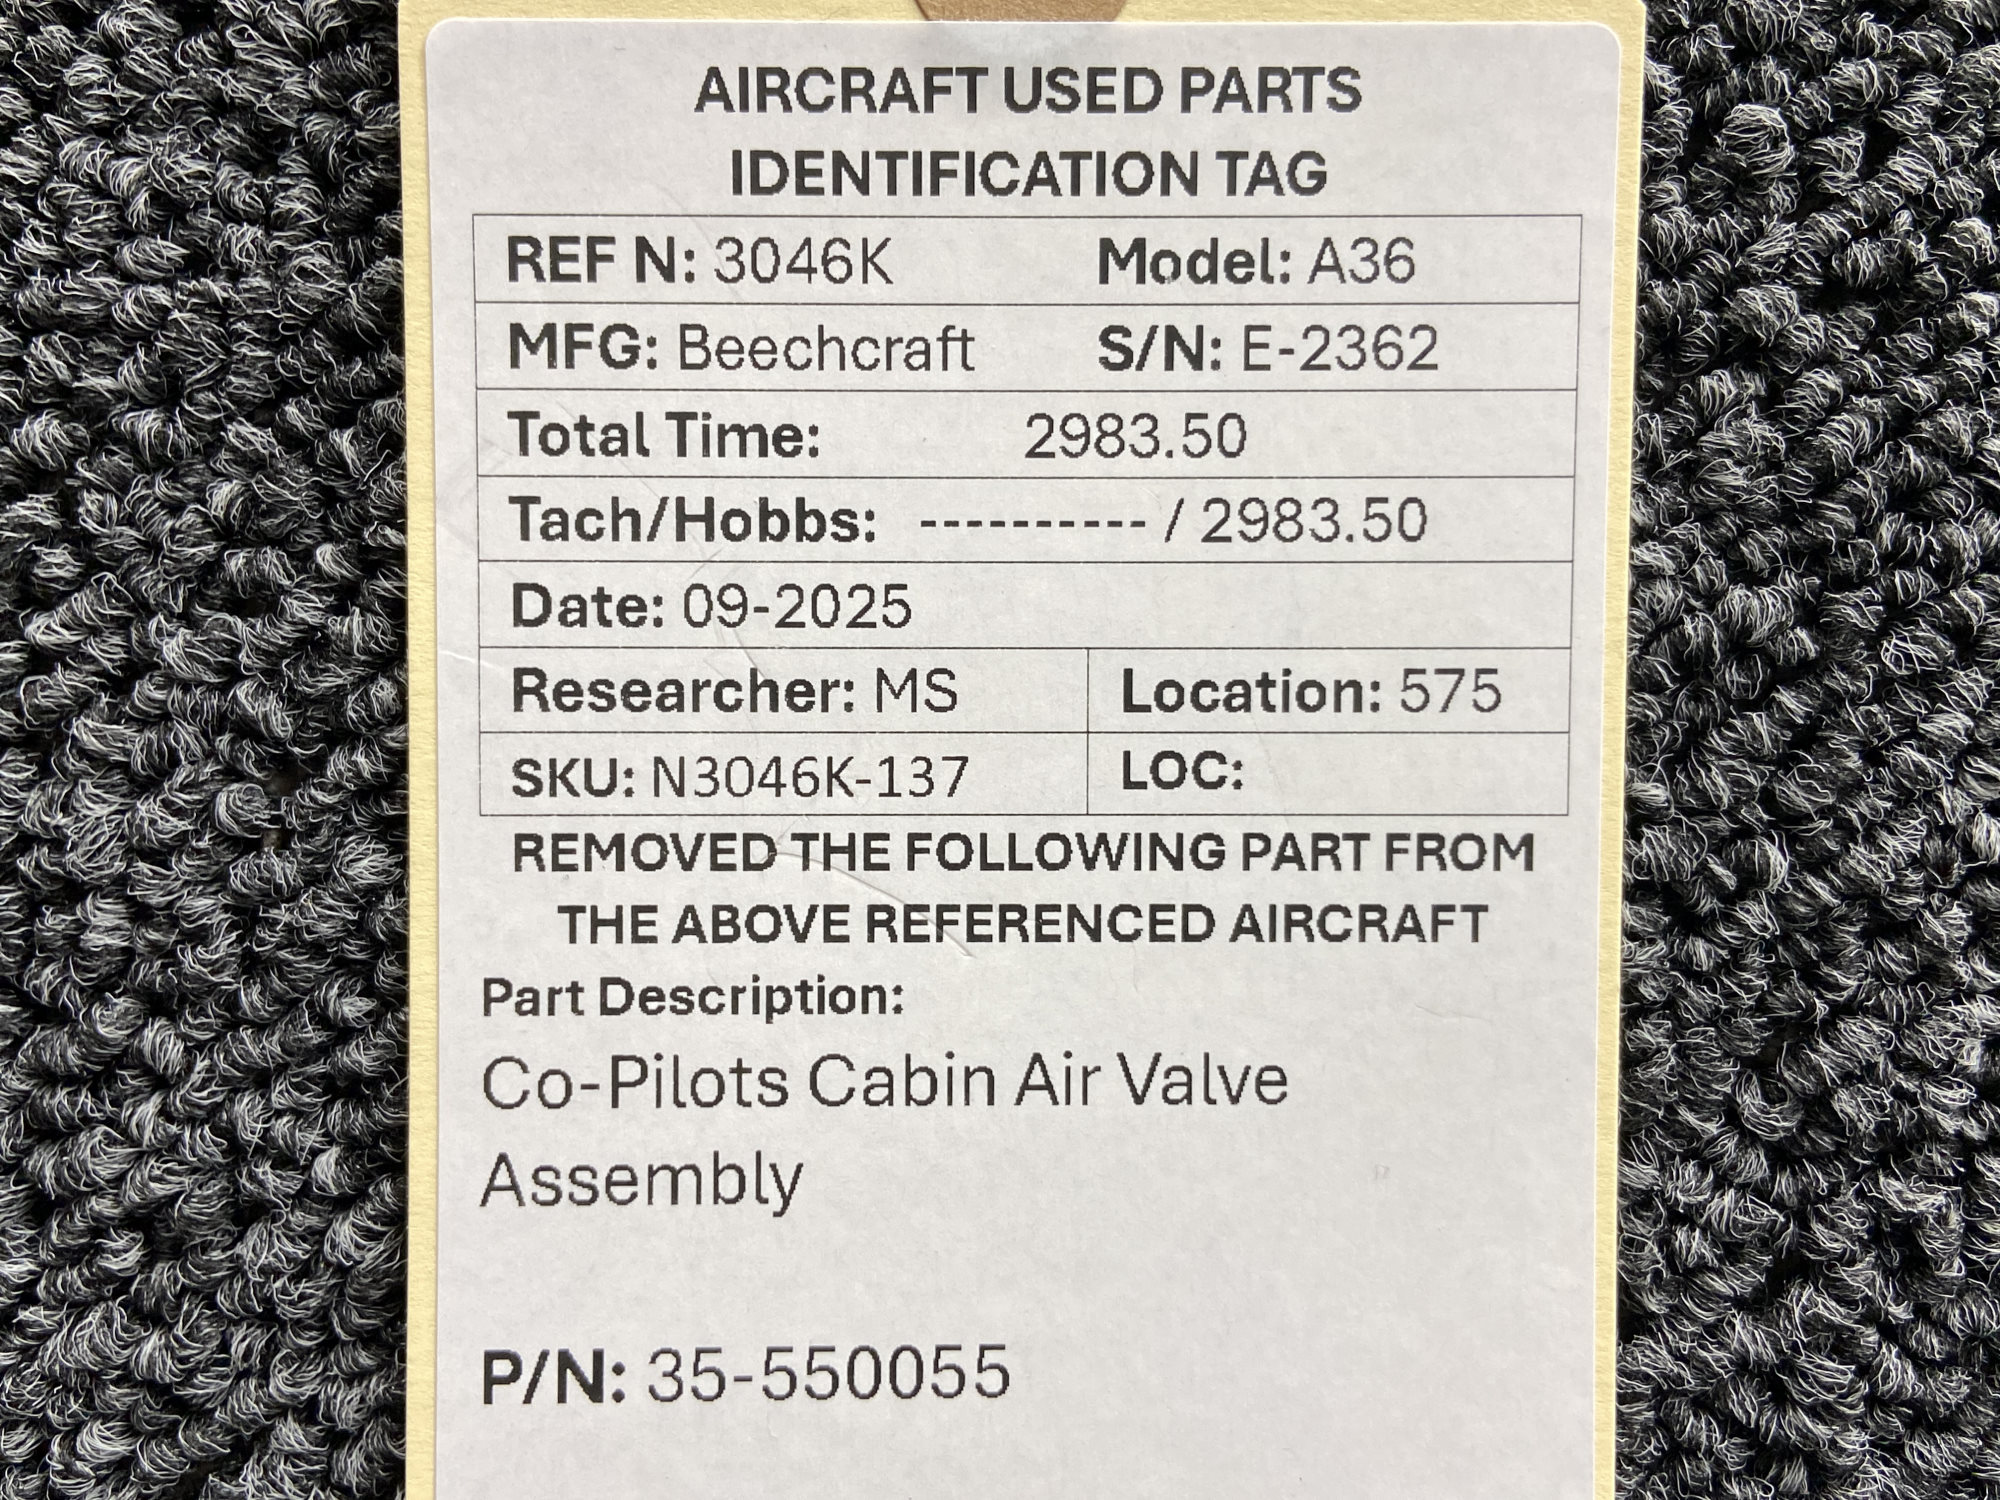 AIRCRAFT USED PARTS
IDENTIFICATION TAG
REF N: 3046K Model: A36
MFG: Beechcraft S/N: E-2362
Total Time: 2983.50
Tach/Hobbs: ---------- / 2983.50
Date: 09-2025
Researcher: MS Location: 575
SKU: N3046K-137 LOC:
REMOVED THE FOLLOWING PART FROM
THE ABOVE REFERENCED AIRCRAFT
Part Description:
Co-Pilots Cabin Air Valve
Assembly
P/N: 35-550055